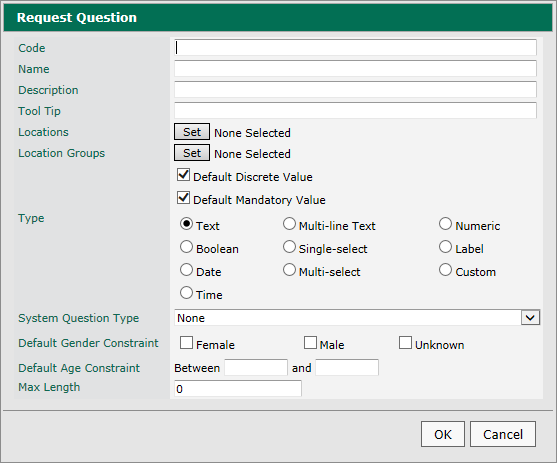 Request Question
Code
Name
Description
Tool Tip
Locations Set None Selected
Location Groups Set None Selected
Default Discrete Value
Default Mandatory Value
Type
Text Multi-line Text Numeric
Boolean Single-select Label
Date Multi-select Custom
Time
System Question Type None
Default Gender Constraint Female Male Unknown
Default Age Constraint Between and
Max Length 0
OK Cancel